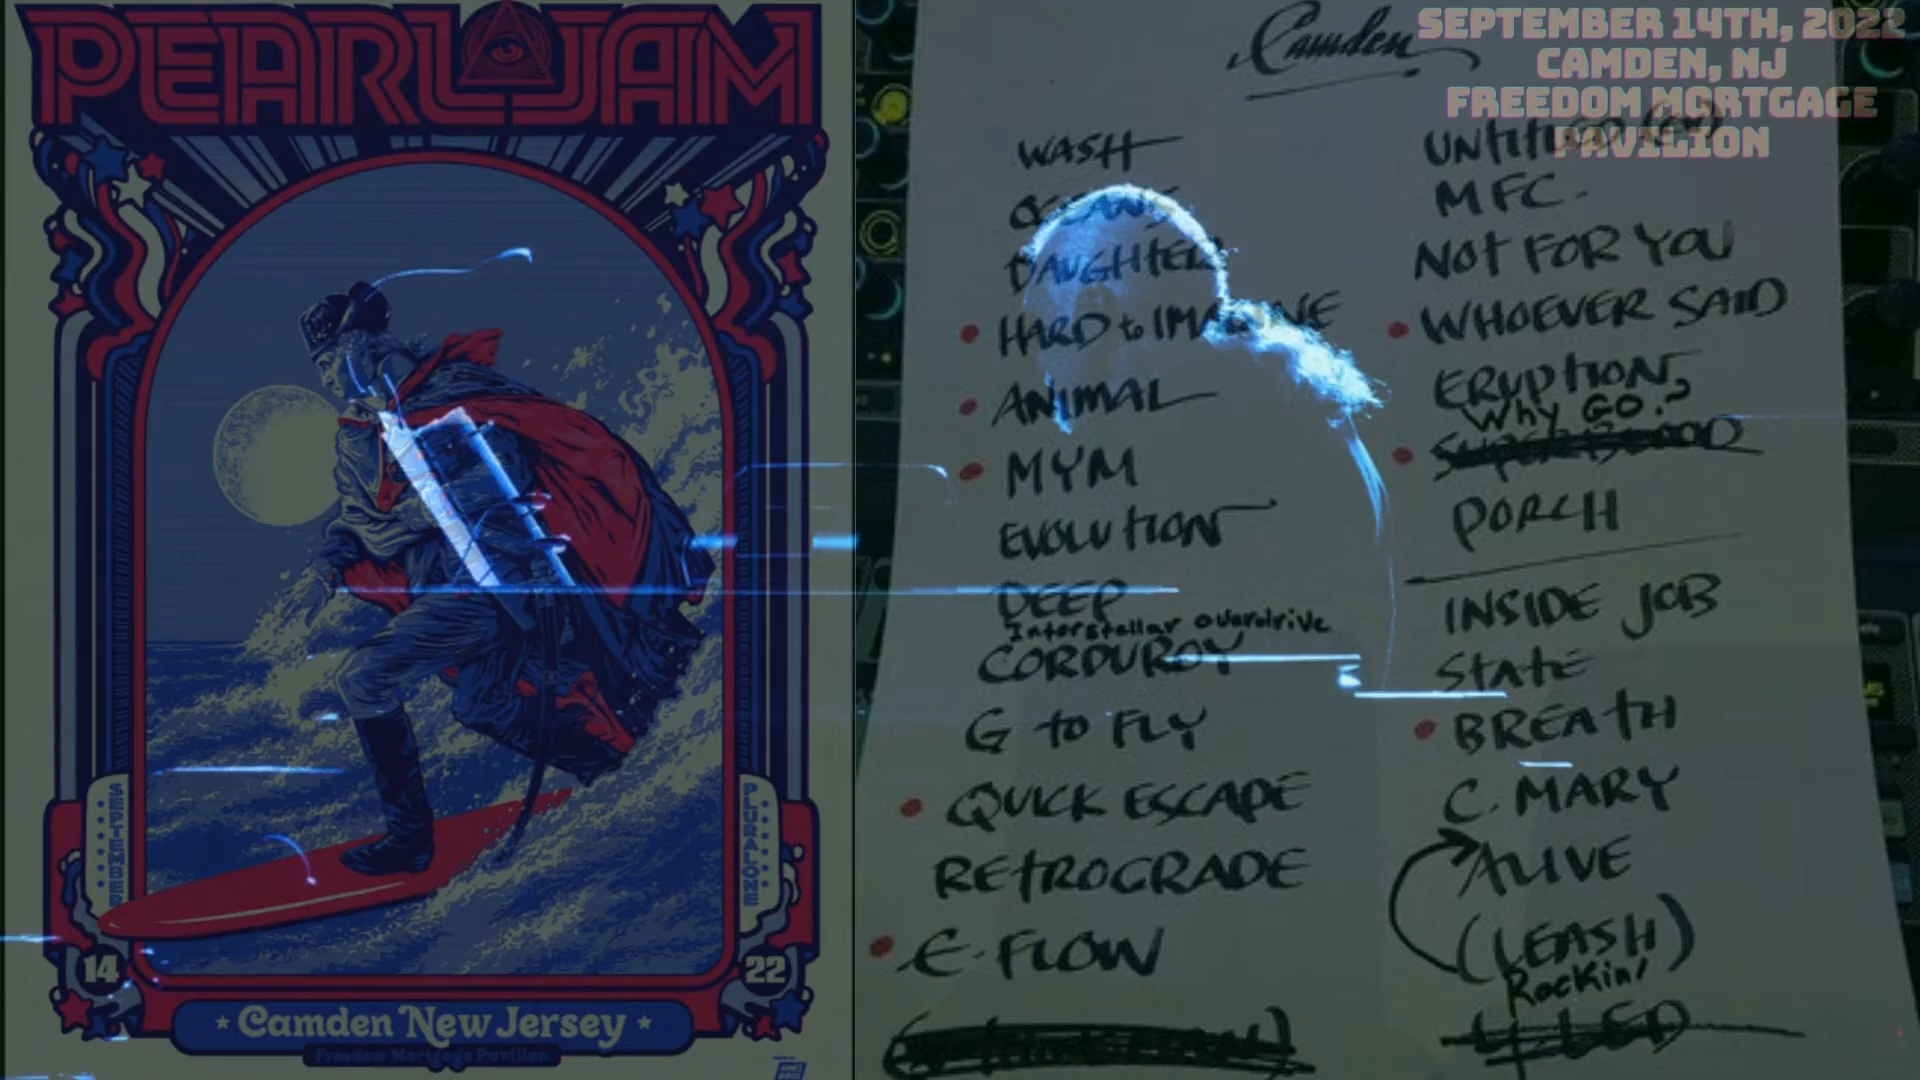 PEARL JAM
SEPTEMBER
PLURALONE
14
22
Camden New Jersey
Freedom Mortgage Pavilion
SEPTEMBER 14TH, 2022
CAMDEN, NJ
FREEDOM MORTGAGE
PAVILION
Camden
WASH
OCEANS
DAUGHTER
HARD to IMAGINE
ANIMAL
MYM
EVOLUTION
DEEP
Interstellar Overdrive
CORDUROY
G to FLY
QUICK ESCAPE
RETROGRADE
E-FLOW
UNTITLED
MFC.
NOT FOR YOU
WHOEVER SAID
ERUPTION
Why GO.?
PORCH
INSIDE JOB
STATE
BREATH
C. MARY
ALIVE
(LEASH)
Rockin'